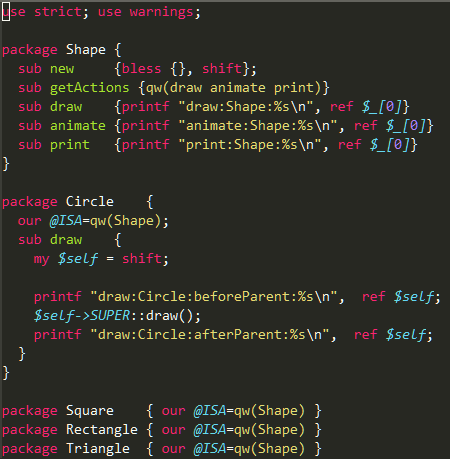 use strict; use warnings;

package Shape {
  sub new     {bless {}, shift};
  sub getActions {qw(draw animate print)}
  sub draw    {printf "draw:Shape:%s\n", ref $_[0]}
  sub animate {printf "animate:Shape:%s\n", ref $_[0]}
  sub print   {printf "print:Shape:%s\n", ref $_[0]}
}

package Circle    {
  our @ISA=qw(Shape);
  sub draw    {
    my $self = shift;

    printf "draw:Circle:beforeParent:%s\n",  ref $self;
    $self->SUPER::draw();
    printf "draw:Circle:afterParent:%s\n",  ref $self;
  }
}

package Square    { our @ISA=qw(Shape) }
package Rectangle { our @ISA=qw(Shape) }
package Triangle  { our @ISA=qw(Shape) }